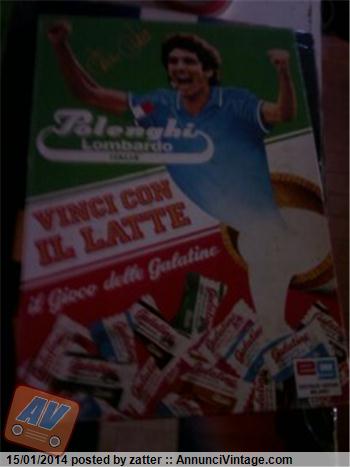 Polenghi
Lombardo
ITALIA
VINCI CON
IL LATTE
il Gioco delle Galatine
Galatine
AV
15/01/2014 posted by zatter :: AnnunciVintage.com